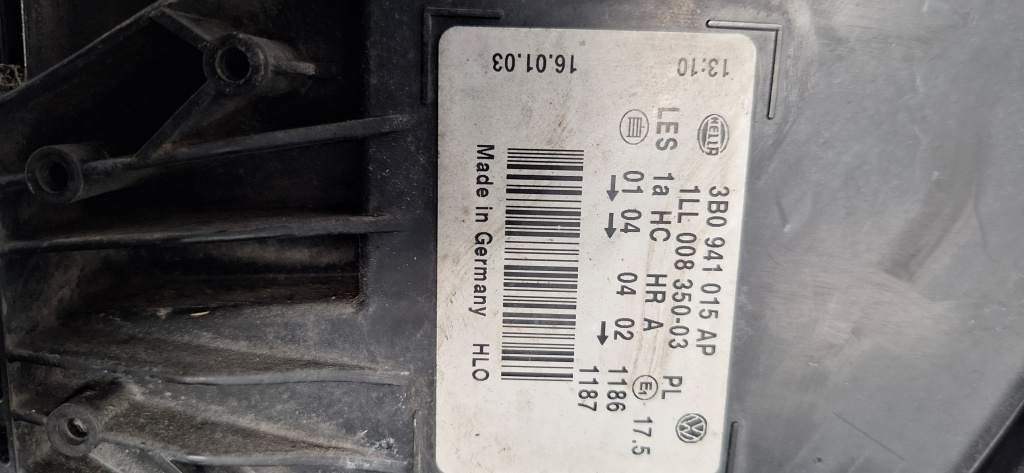 HELLA 3B0 941 015 AP
1LL 008 350-03
LES 1a HC HR A PL
01 04 04 02 1186 E1 17.5
1187
Made in Germany HLO
13:10
16.01.03